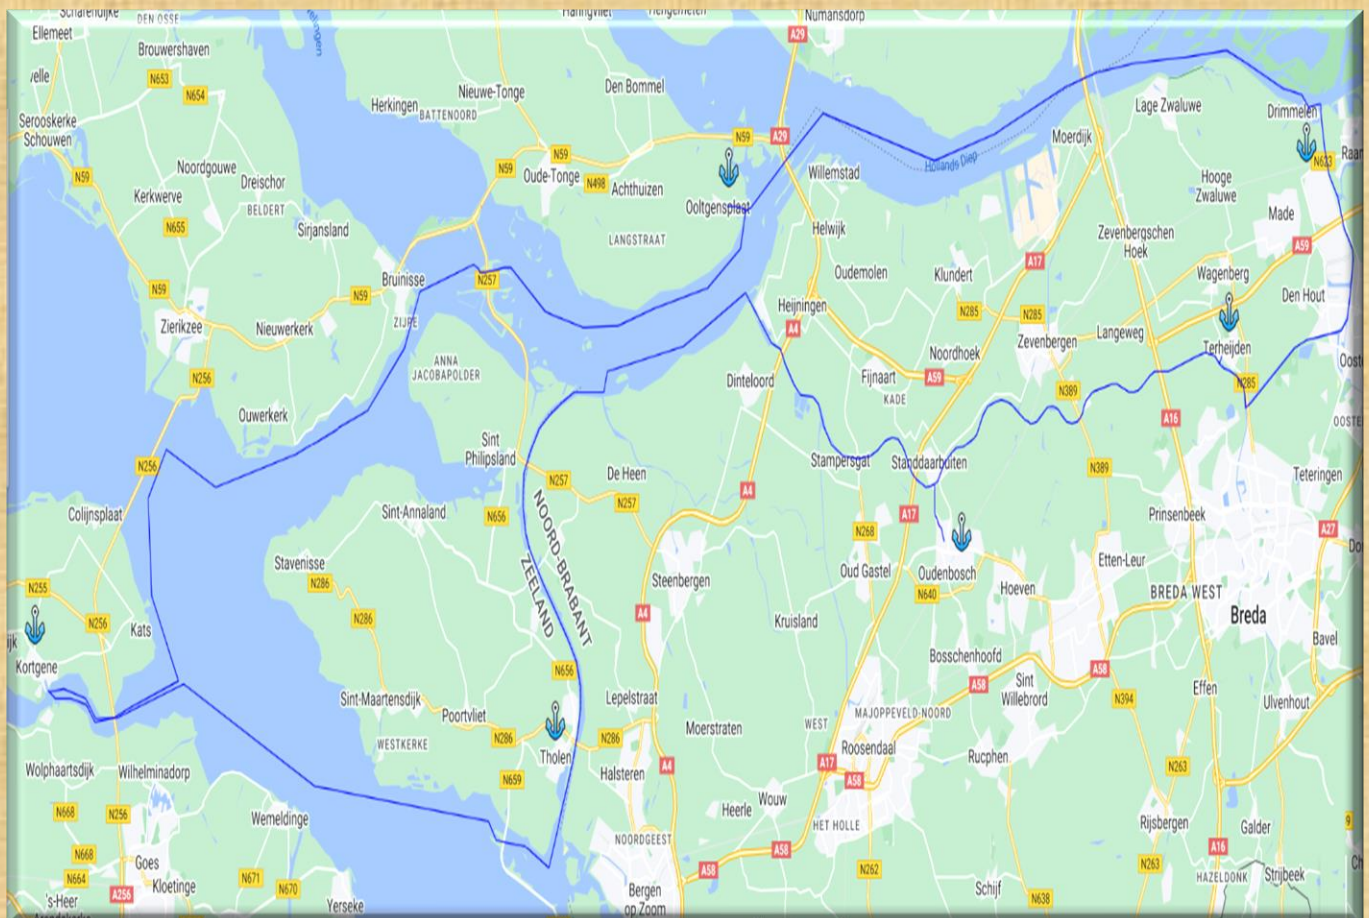 Scharendijke
DEN OSSE
Ellemeet
Brouwershaven
N653
N654
Serooskerke
Schouwen
N59
Noordgouwe
Dreischor
BELDERT
Kerkwerve
N655
Sirjansland
N59
Zierikzee
Nieuwerkerk
N59
Bruinisse
ZIJPE
N256
Ouwerkerk
ANNA
JACOBAPOLDER
Herkingen
BATTENOORD
Nieuwe-Tonge
Den Bommel
N59
N59
Oude-Tonge
N498
Achthuizen
LANGSTRAAT
N59
Ooltgensplaat
N257
A29
Numansdorp
A29
Willemstad
Hollands Diep
Helwijk
Oudemolen
Klundert
Heijningen
A4
N285
N285
Moerdijk
A17
Lage Zwaluwe
Drimmelen
N623
Hooge
Zwaluwe
Made
Zevenbergschen
Hoek
A59
Wagenberg
Den Hout
Langeweg
Terheijden
N285
Zevenbergen
Noordhoek
A59
Fijnaart
KADE
N389
Dinteloord
A16
Stampersgat
Standdaarbuiten
N389
Teteringen
Prinsenbeek
A27
A4
A17
N268
Oud Gastel
Oudenbosch
N640
Hoeven
Etten-Leur
BREDA WEST
Breda
Bavel
Sint
Philipsland
De Heen
N257
N257
N656
NOORD-BRABANT
ZEELAND
Steenbergen
A4
Kruisland
Bosschenhoofd
A58
Sint
Willebrord
A58
N394
Effen
Ulvenhout
N256
Colijnsplaat
N255
N256
Kats
Kortgene
Stavenisse
N286
Sint-Annaland
N286
Sint-Maartensdijk
Poortvliet
WESTKERKE
N286
N656
Tholen
N659
N286
Lepelstraat
Halsteren
A4
Moerstraten
WEST
MAJOPPEVELD-NOORD
Roosendaal
A17
A58
Rucphen
N263
Wolphaartsdijk
Wilhelminadorp
N668
N256
Wemeldinge
Goes
N668
N664
Kloetinge
A256
N671
N670
Yerseke
's-Heer
NOORDGEEST
Bergen
op Zoom
Heerle
Wouw
HET HOLLE
A58
A58
N262
Schijf
N638
Rijsbergen
N263
Galder
A16
HAZELDONK
Strijbeek